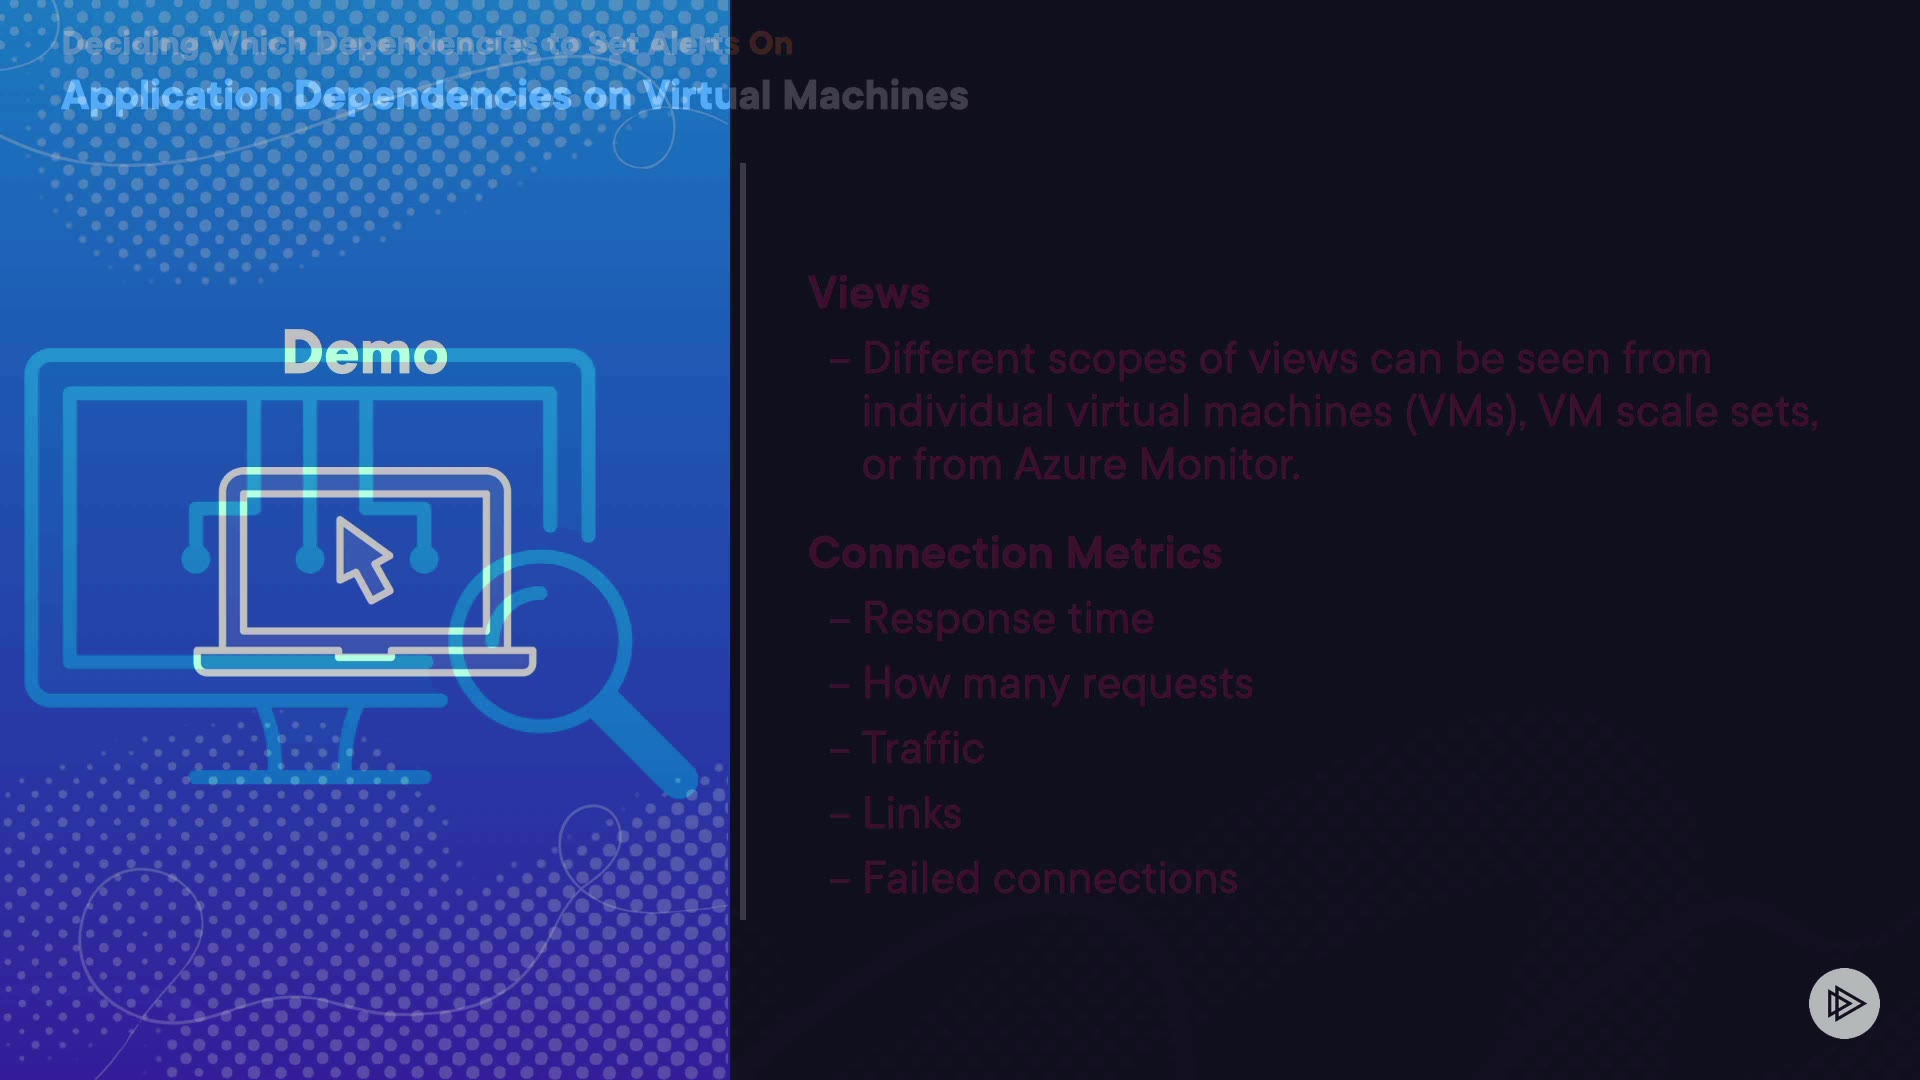 Deciding Which Dependencies to Set Alerts On
Application Dependencies on Virtual Machines
Demo
Views
– Different scopes of views can be seen from
individual virtual machines (VMs), VM scale sets,
or from Azure Monitor.
Connection Metrics
– Response time
– How many requests
– Traffic
– Links
– Failed connections